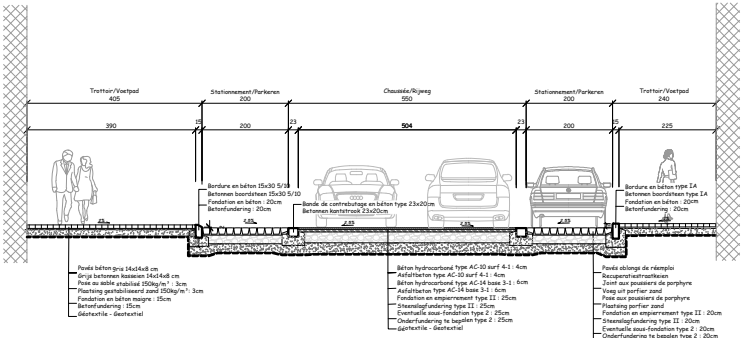 Trottoir/Voetpad
Stationnement/Parkeren
Chaussée/Rijweg
Stationnement/Parkeren
Trottoir/Voetpad
405
200
550
200
240
390
15
200
23
504
23
200
15
225
Bordure en béton 15x30 5/10
Betonnen boordsteen 15x30 5/10
Fondation en béton : 20cm
Betonfundering : 20cm
Bande de contrebutage en béton type 23x20cm
Betonnen kantstrook 23x20cm
Bordure en béton type IA
Betonnen boordsteen type IA
Fondation en béton : 20cm
Betonfundering : 20cm
Pavés béton gris 14x14x8 cm
Grijs betonnen kasseien 14x14x8 cm
Pose au sable stabilisé 150kg/m³ : 3cm
Plaatsing gestabiliseerd zand 150kg/m³ : 3cm
Fondation en béton maigre : 15cm
Betonfundering : 15cm
Géotextile - Geotextiel
Béton hydrocarboné type AC-10 surf 4-1 : 4cm
Asfaltbeton type AC-10 surf 4-1 : 4cm
Béton hydrocarboné type AC-14 base 3-1 : 6cm
Asfaltbeton type AC-14 base 3-1 : 6cm
Fondation en empierrement type II : 25cm
Steenslagfundering type II : 25cm
Eventuelle sous-fondation type 2 : 25cm
Onderfundering te bepalen type 2 : 25cm
Géotextile - Geotextiel
Pavés oblongs de réemploi
Recuperatiestraatkeien
Joint aux poussiers de porphyre
Voeg uit porfier zand
Pose aux poussiers de porphyre
Plaatsing porfier zand
Fondation en empierrement type II : 20cm
Steenslagfundering type II : 20cm
Eventuelle sous-fondation type 2 : 20cm
Onderfundering te bepalen type 2 : 20cm